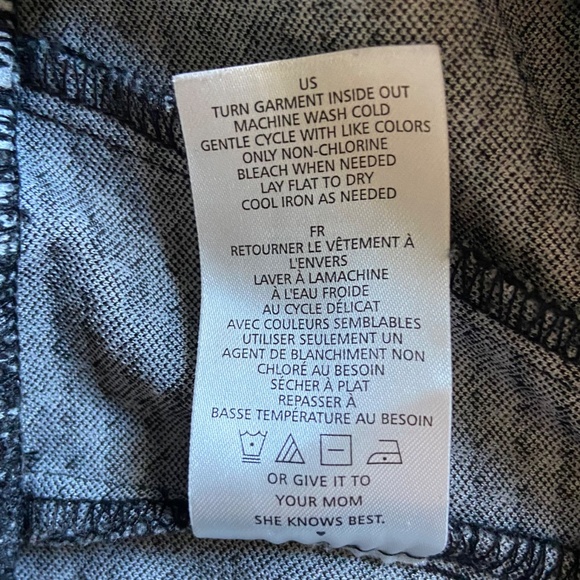 US
TURN GARMENT INSIDE OUT
MACHINE WASH COLD
GENTLE CYCLE WITH LIKE COLORS
ONLY NON-CHLORINE
BLEACH WHEN NEEDED
LAY FLAT TO DRY
COOL IRON AS NEEDED
FR
RETOURNER LE VÊTEMENT À
L'ENVERS
LAVER À LAMACHINE
À L'EAU FROIDE
AU CYCLE DÉLICAT
AVEC COULEURS SEMBLABLES
UTILISER SEULEMENT UN
AGENT DE BLANCHIMENT NON
CHLORÉ AU BESOIN
SÉCHER À PLAT
REPASSER À
BASSE TEMPÉRATURE AU BESOIN
OR GIVE IT TO
YOUR MOM
SHE KNOWS BEST.